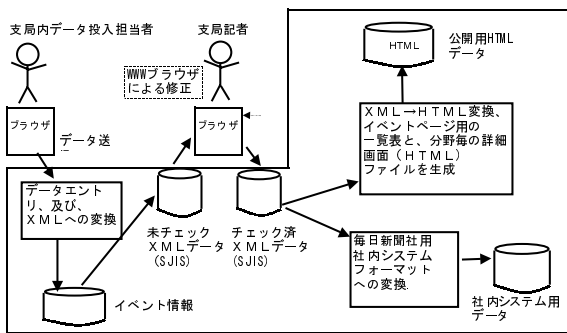 支局内データ投入担当者
支局記者
WWWブラウザ
による修正
ブラウザ
データ送
ブラウザ
HTML
公開用HTML
データ
XML→HTML変換、
イベントページ用の
一覧表と、分野毎の詳細
画面（HTML）
ファイルを生成
データエント
リ、及び、
XMLへの変換
未チェック
XMLデータ
(SJIS)
チェック済
XMLデータ
(SJIS)
イベント情報
毎日新聞社用
社内システム
フォーマット
への変換.
社内システム用
データ